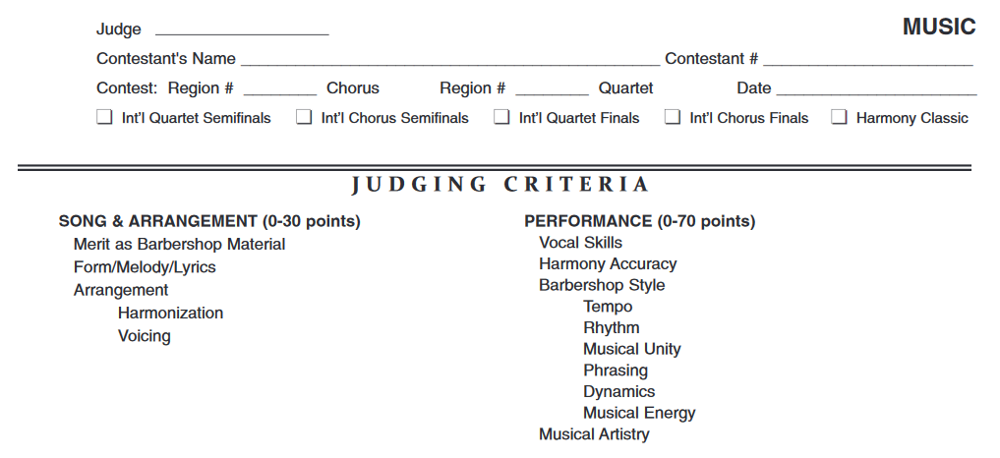 Judge ____________________ MUSIC
Contestant's Name ____________________ Contestant # ____________________
Contest: Region # ________ Chorus Region # ________ Quartet Date ____________________
☐ Int'l Quartet Semifinals ☐ Int'l Chorus Semifinals ☐ Int'l Quartet Finals ☐ Int'l Chorus Finals ☐ Harmony Classic
JUDGING CRITERIA
SONG & ARRANGEMENT (0-30 points)
Merit as Barbershop Material
Form/Melody/Lyrics
Arrangement
Harmonization
Voicing
PERFORMANCE (0-70 points)
Vocal Skills
Harmony Accuracy
Barbershop Style
Tempo
Rhythm
Musical Unity
Phrasing
Dynamics
Musical Energy
Musical Artistry